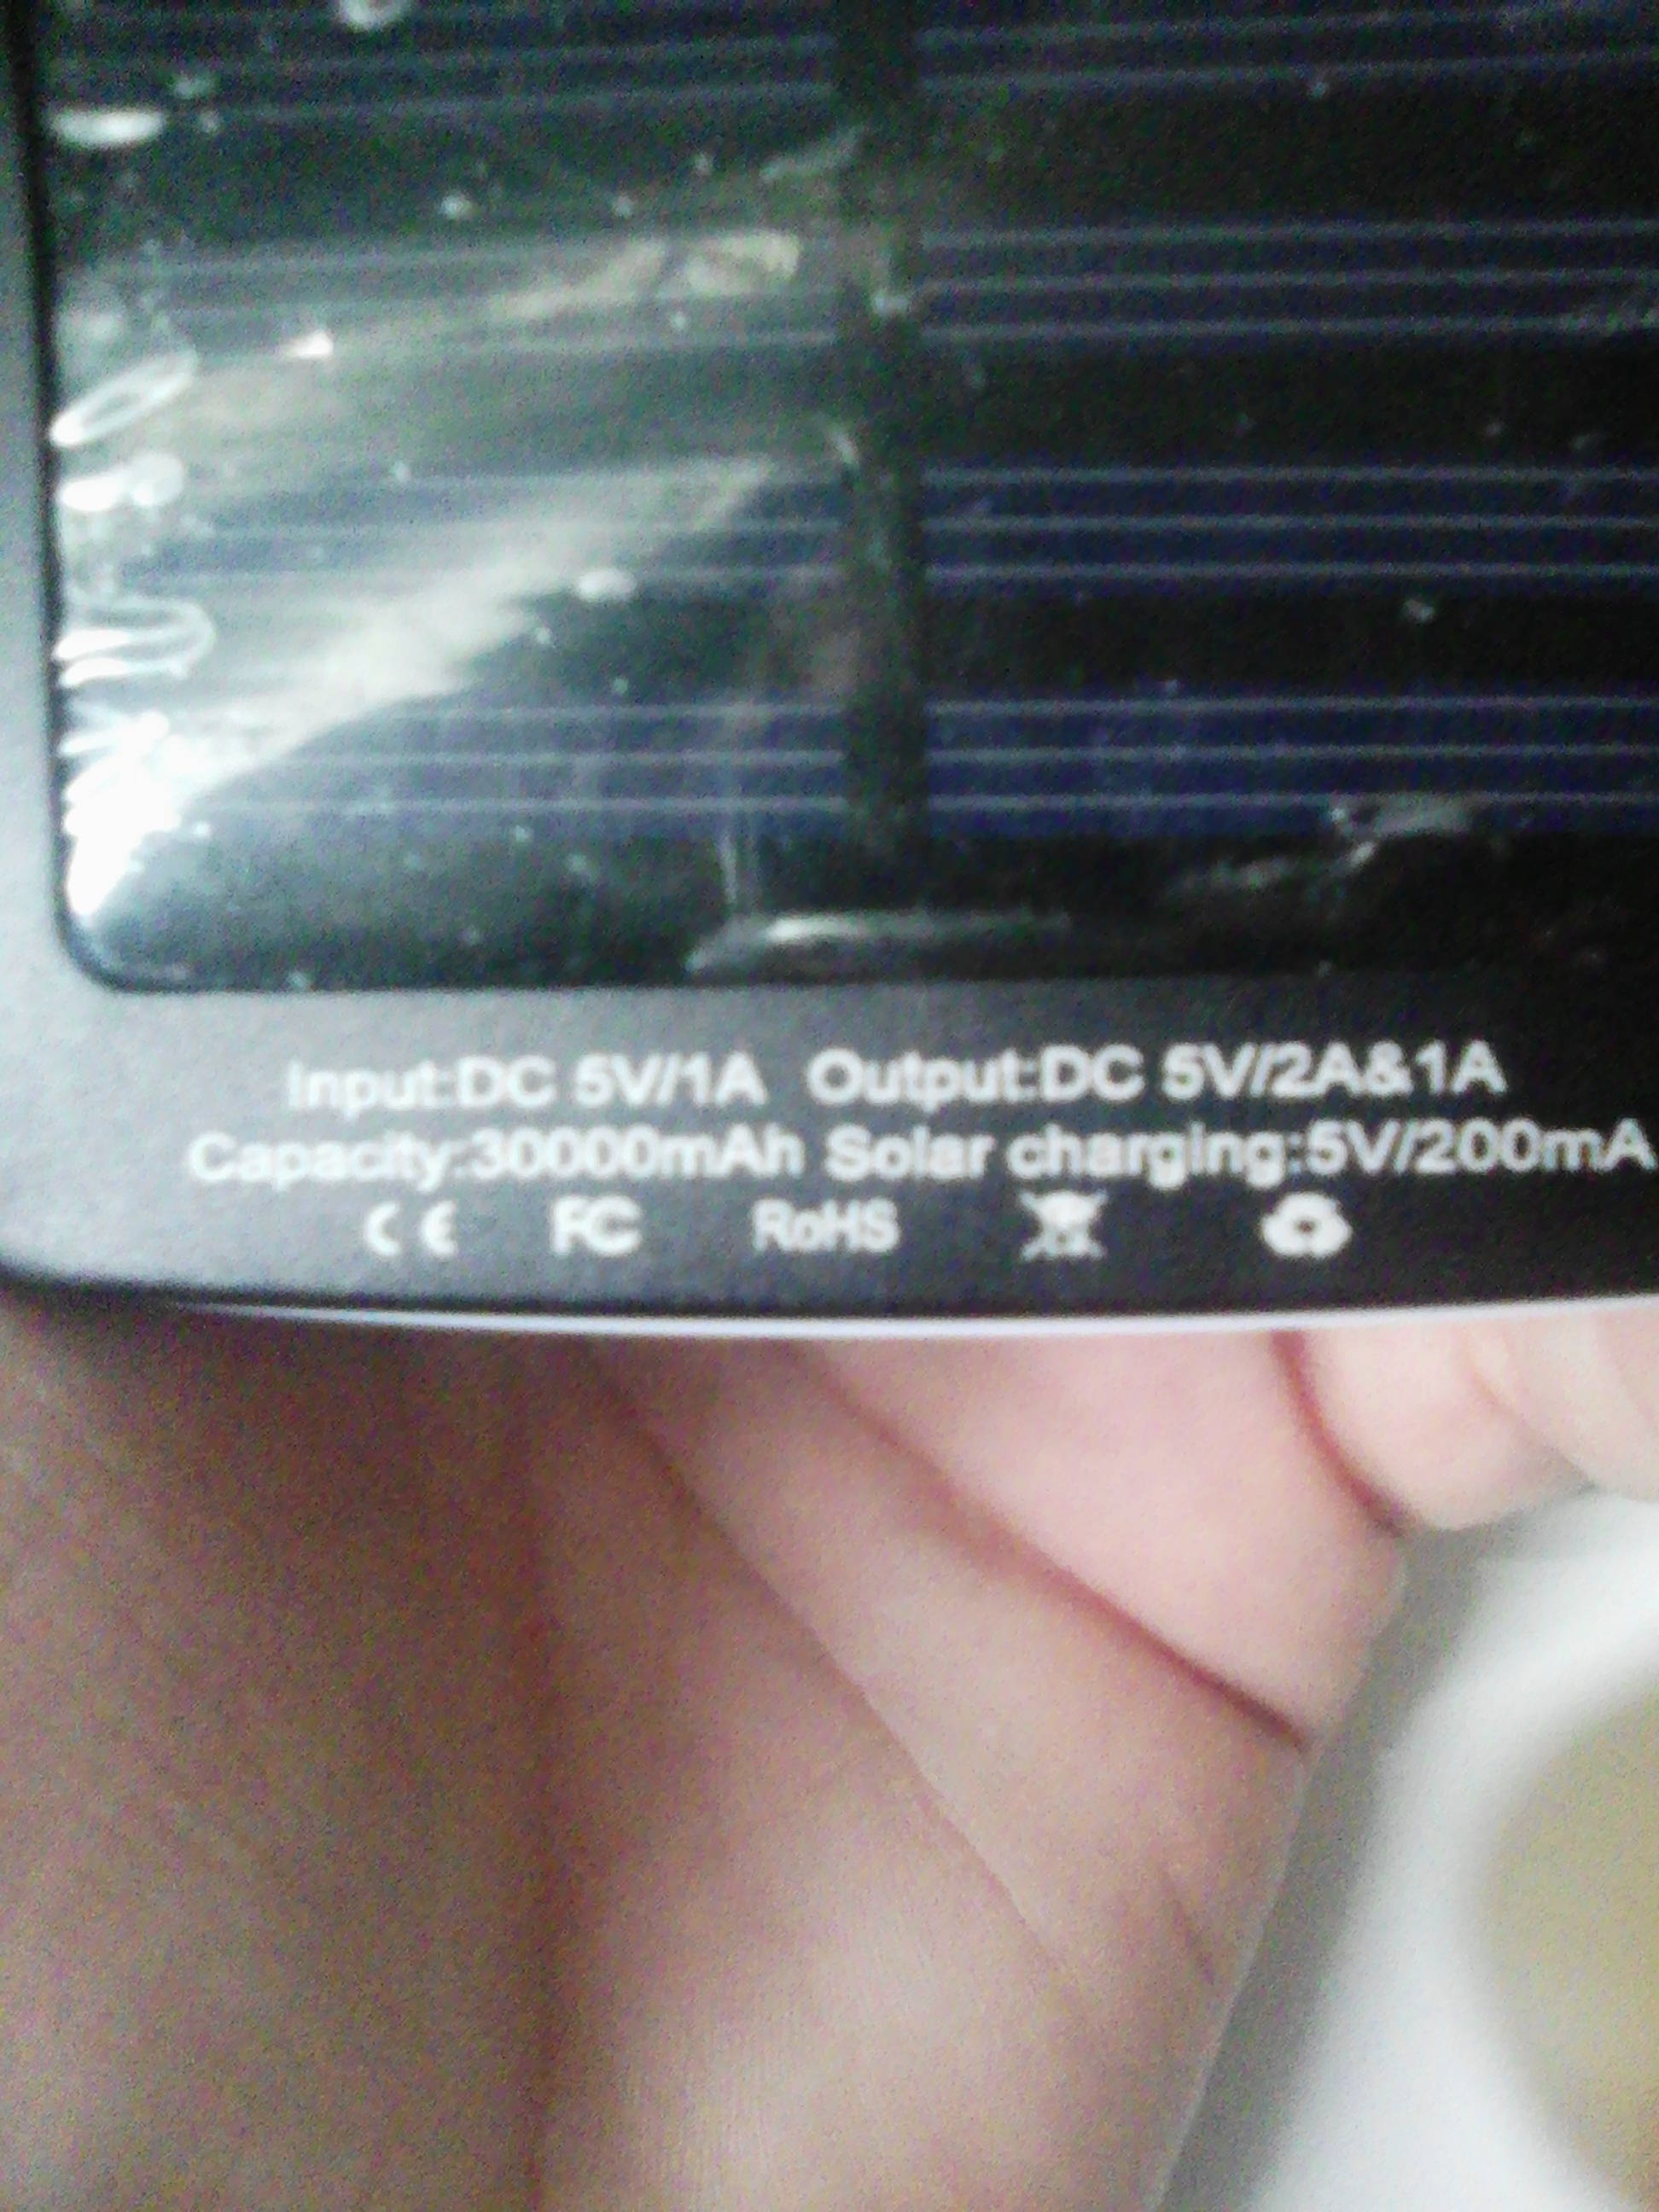 Input:DC 5V/1A Output:DC 5V/2A&1A
Capacity:30000mAh Solar charging:5V/200mA
CE FC RoHS